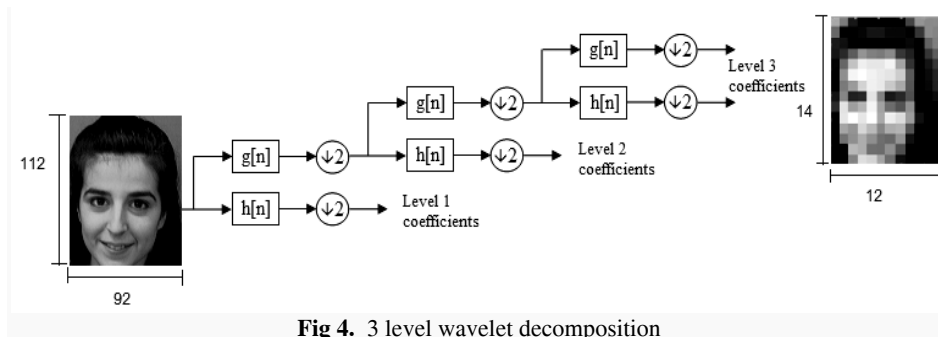 g[n] ↓2
Level 3
coefficients
14
g[n] ↓2 h[n] ↓2
112
g[n] ↓2 h[n] ↓2 Level 2
coefficients
12
h[n] ↓2 Level 1
coefficients
92
Fig 4. 3 level wavelet decomposition